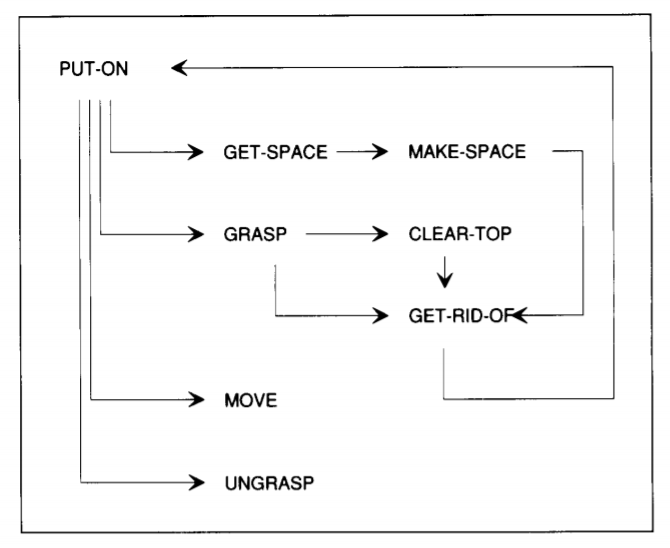 PUT-ON
GET-SPACE MAKE-SPACE
GRASP CLEAR-TOP
GET-RID-OF
MOVE
UNGRASP